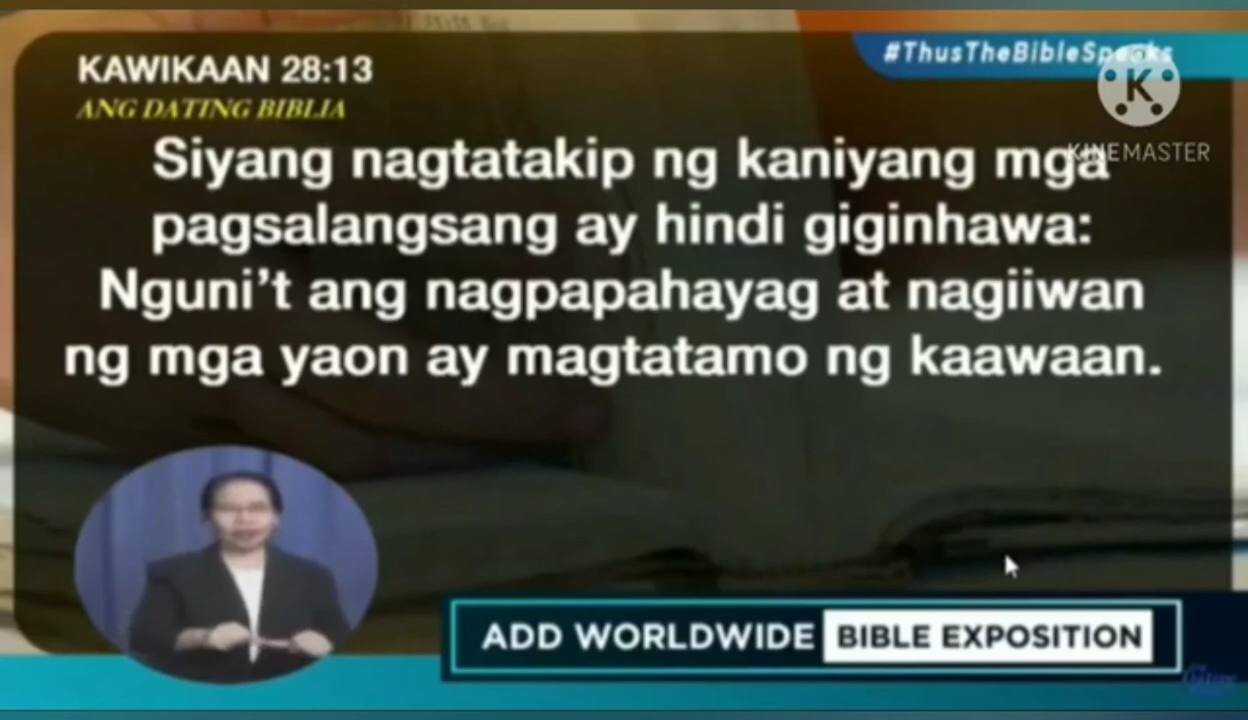 KAWIKAAN 28:13
#ThusTheBibleSpeaks
ANG DATING BIBLIA
K
KINEMASTER
Siyang nagtatakip ng kaniyang mga
pagsalangsang ay hindi giginhawa:
Nguni't ang nagpapahayag at nagiiwan
ng mga yaon ay magtatamo ng kaawaan.
ADD WORLDWIDE BIBLE EXPOSITION